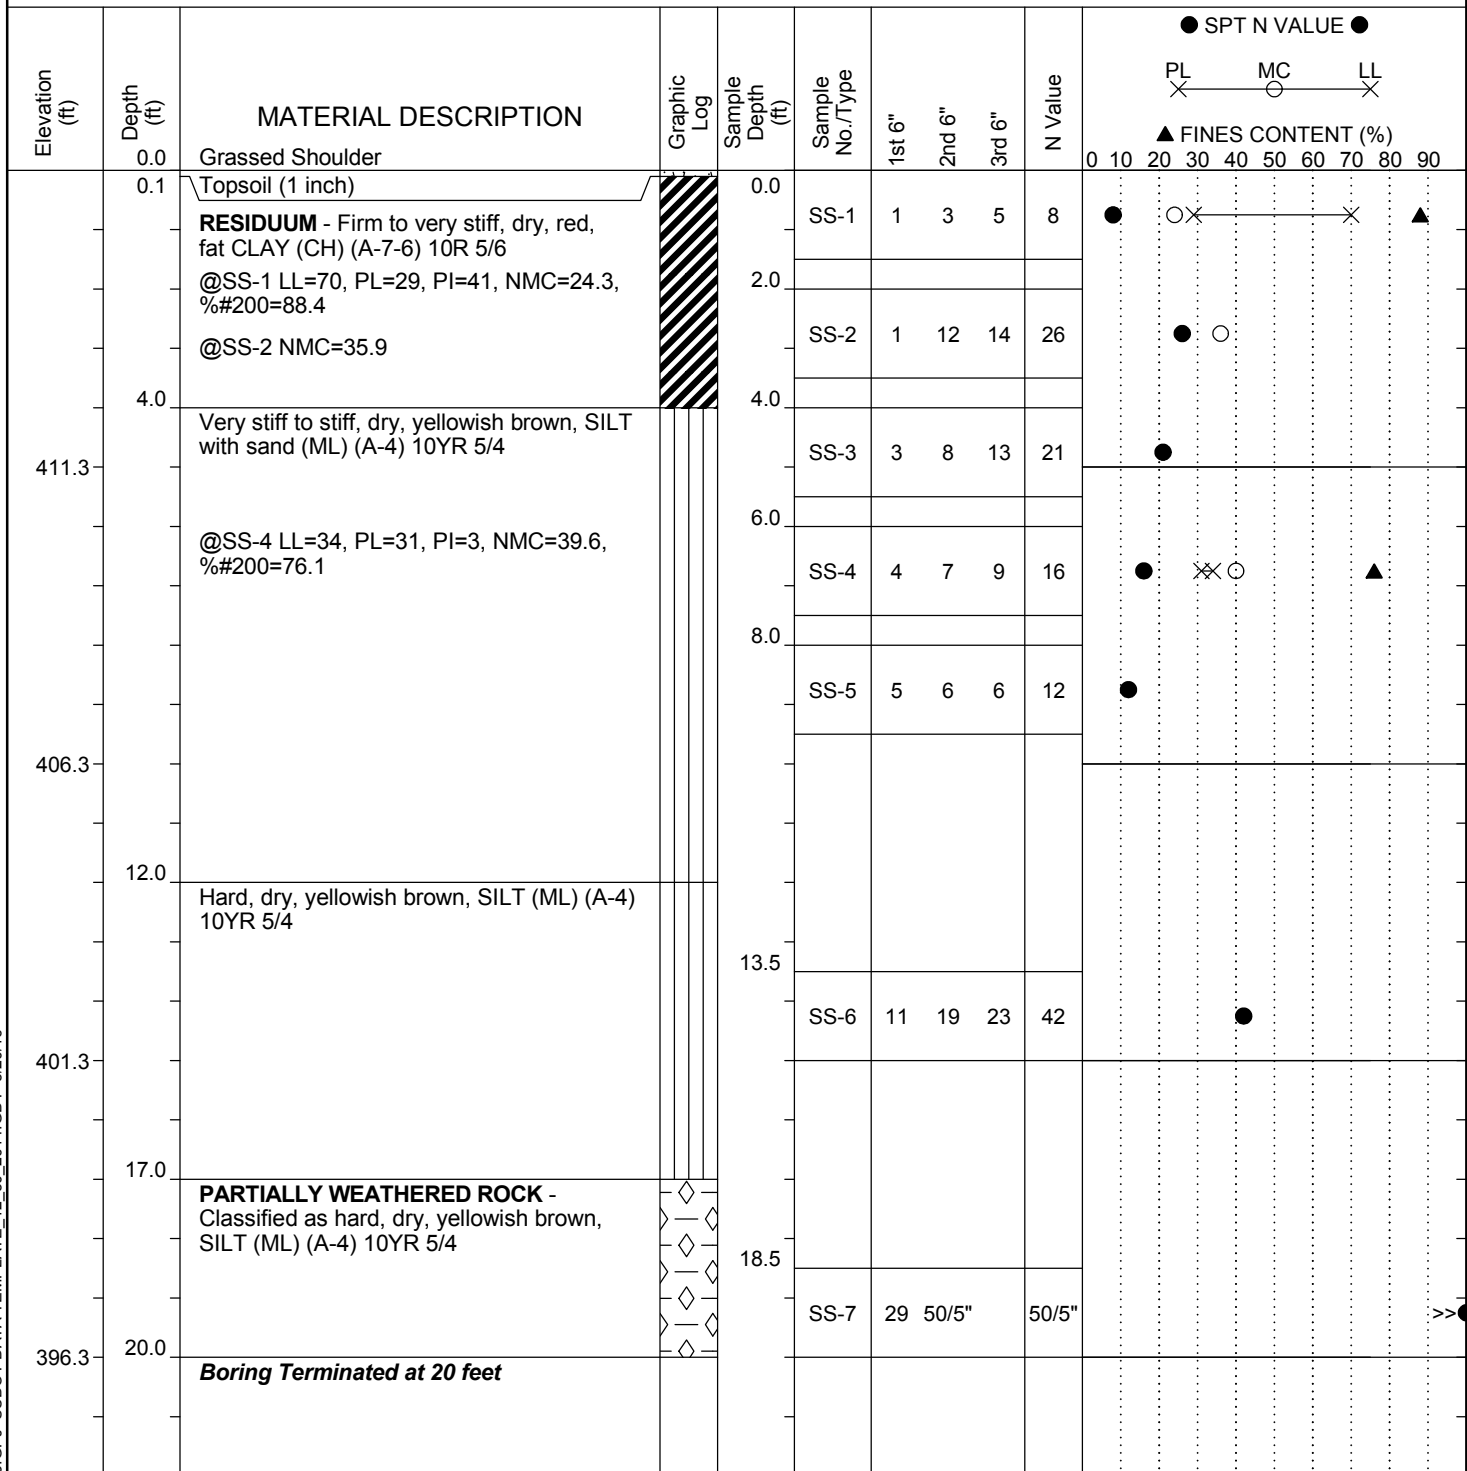 ● SPT N VALUE ●
PL MC LL
▲ FINES CONTENT (%)
0 10 20 30 40 50 60 70 80 90
Elevation
(ft)
Depth
(ft)
MATERIAL DESCRIPTION
Graphic
Log
Sample
Depth
(ft)
Sample
No./Type
1st 6"
2nd 6"
3rd 6"
N Value
0.0 Grassed Shoulder
0.1 Topsoil (1 inch) 0.0
RESIDUUM - Firm to very stiff, dry, red,
fat CLAY (CH) (A-7-6) 10R 5/6
SS-1 1 3 5 8
@SS-1 LL=70, PL=29, PI=41, NMC=24.3,
%#200=88.4
2.0
@SS-2 NMC=35.9
SS-2 1 12 14 26
4.0 4.0
Very stiff to stiff, dry, yellowish brown, SILT
with sand (ML) (A-4) 10YR 5/4
SS-3 3 8 13 21
411.3
6.0
@SS-4 LL=34, PL=31, PI=3, NMC=39.6,
%#200=76.1
SS-4 4 7 9 16
8.0
SS-5 5 6 6 12
406.3
12.0
Hard, dry, yellowish brown, SILT (ML) (A-4)
10YR 5/4
13.5
SS-6 11 19 23 42
401.3
17.0
PARTIALLY WEATHERED ROCK -
Classified as hard, dry, yellowish brown,
SILT (ML) (A-4) 10YR 5/4
18.5
SS-7 29 50/5" 50/5" >>
396.3 20.0
Boring Terminated at 20 feet